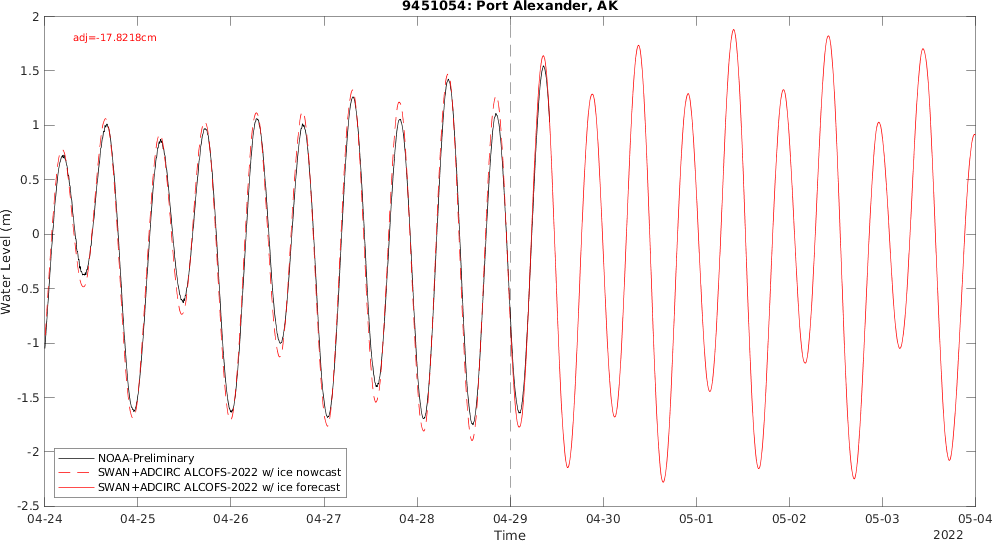 9451054: Port Alexander, AK
adj=-17.8218cm
2
1.5
1
0.5
0
-0.5
-1
-1.5
-2
-2.5
Water Level (m)
NOAA-Preliminary
SWAN+ADCIRC ALCOFS-2022 w/ ice nowcast
SWAN+ADCIRC ALCOFS-2022 w/ ice forecast
04-24 04-25 04-26 04-27 04-28 04-29 04-30 05-01 05-02 05-03 05-04
Time
2022